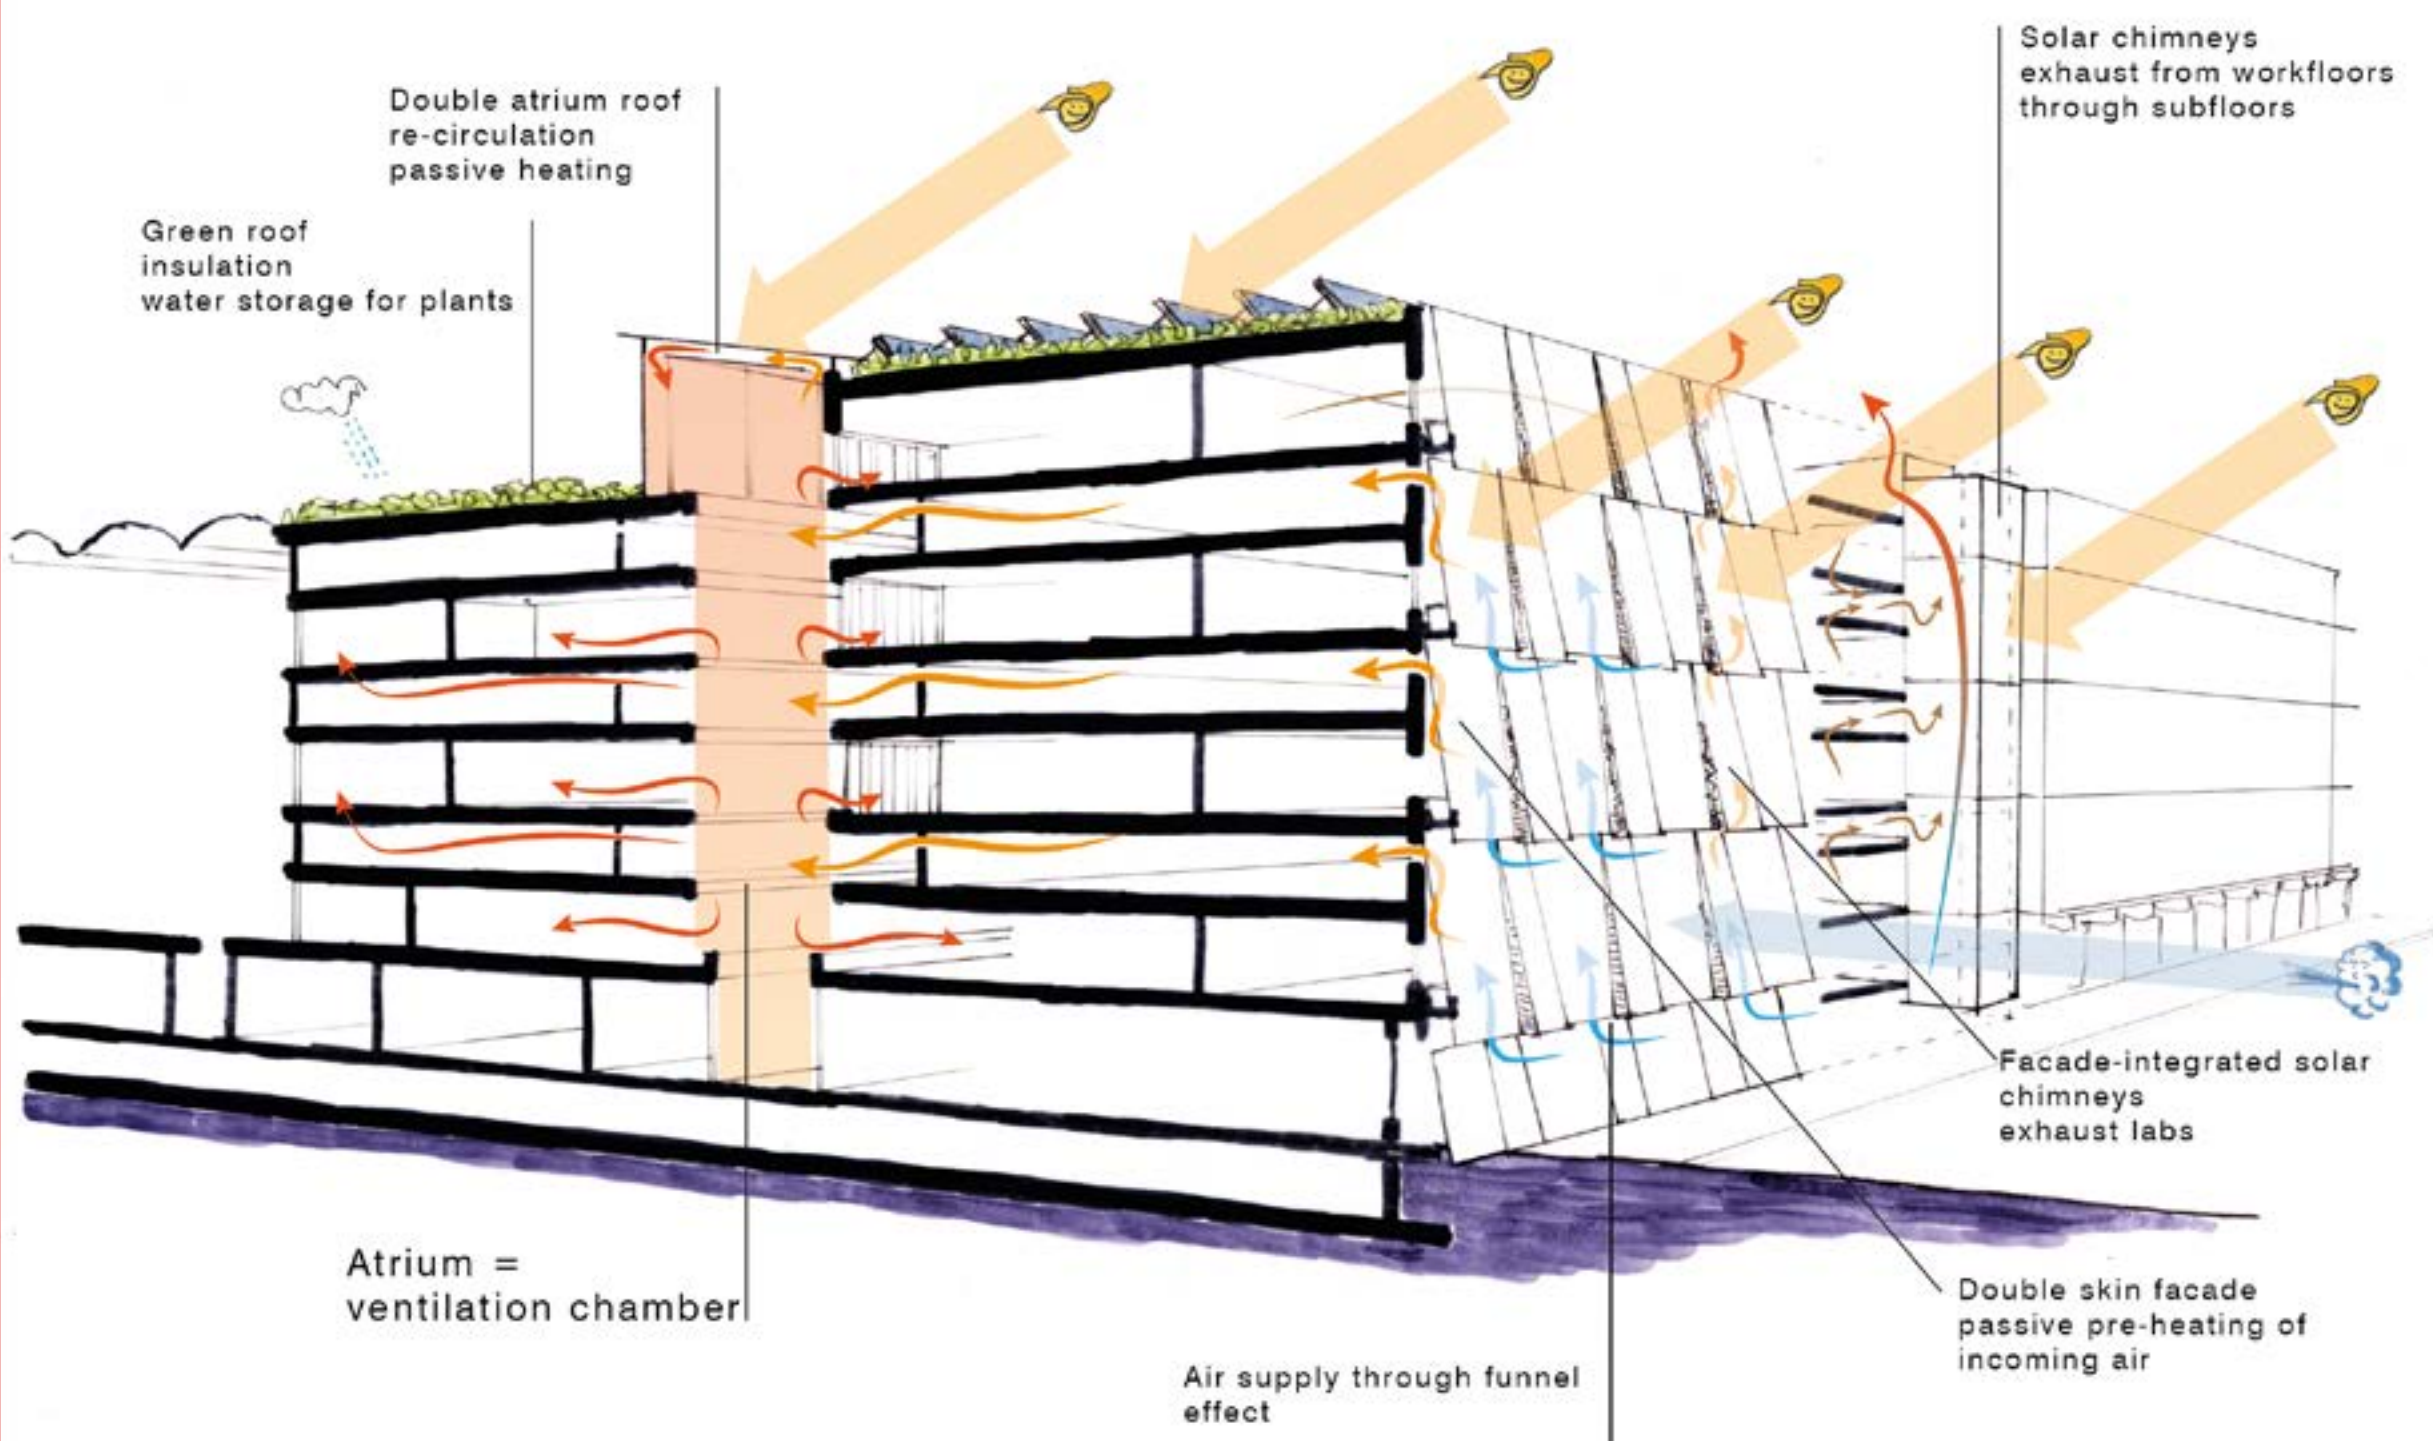 Solar chimneys
exhaust from workfloors
through subfloors
Double atrium roof
re-circulation
passive heating
Green roof
insulation
water storage for plants
Facade-integrated solar
chimneys
exhaust labs
Atrium =
ventilation chamber
Double skin facade
passive pre-heating of
incoming air
Air supply through funnel
effect